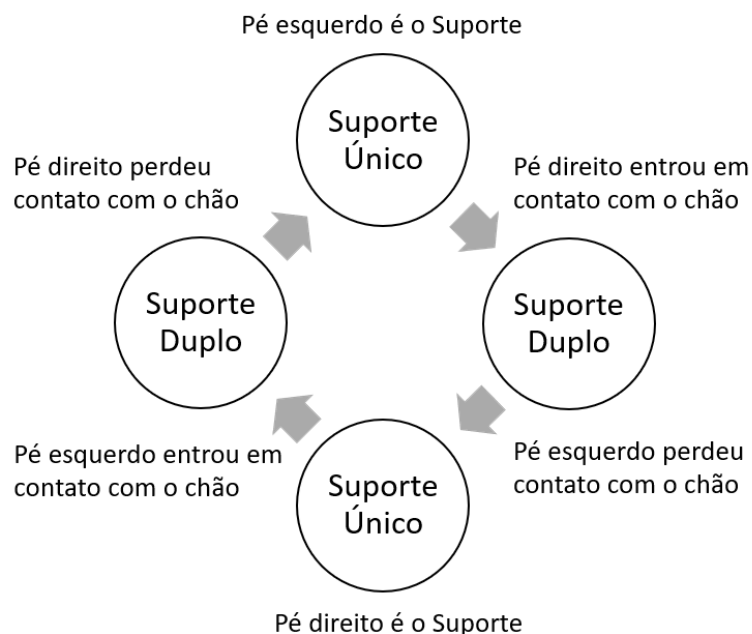 Pé esquerdo é o Suporte
Suporte
Único
Pé direito perdeu
contato com o chão
Pé direito entrou em
contato com o chão
Suporte
Duplo
Suporte
Duplo
Pé esquerdo entrou em
contato com o chão
Pé esquerdo perdeu
contato com o chão
Suporte
Único
Pé direito é o Suporte